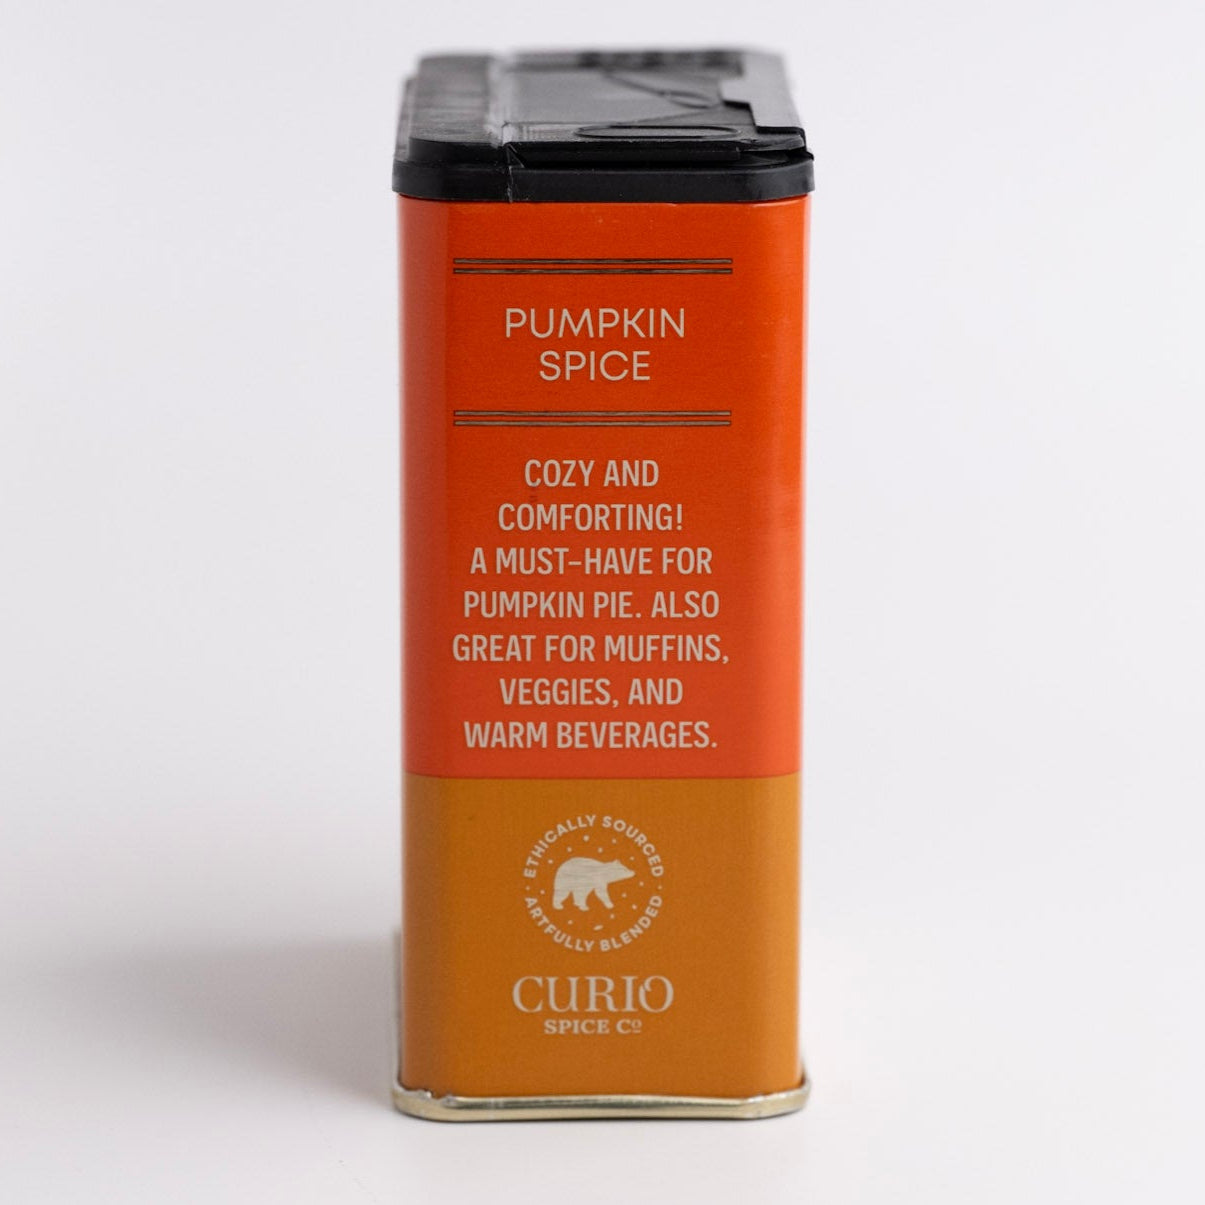 PUMPKIN
SPICE
COZY AND
COMFORTING!
A MUST-HAVE FOR
PUMPKIN PIE. ALSO
GREAT FOR MUFFINS,
VEGGIES, AND
WARM BEVERAGES.
ETHICALLY SOURCED
ARTFULLY BLENDED
CURIO
SPICE Cº